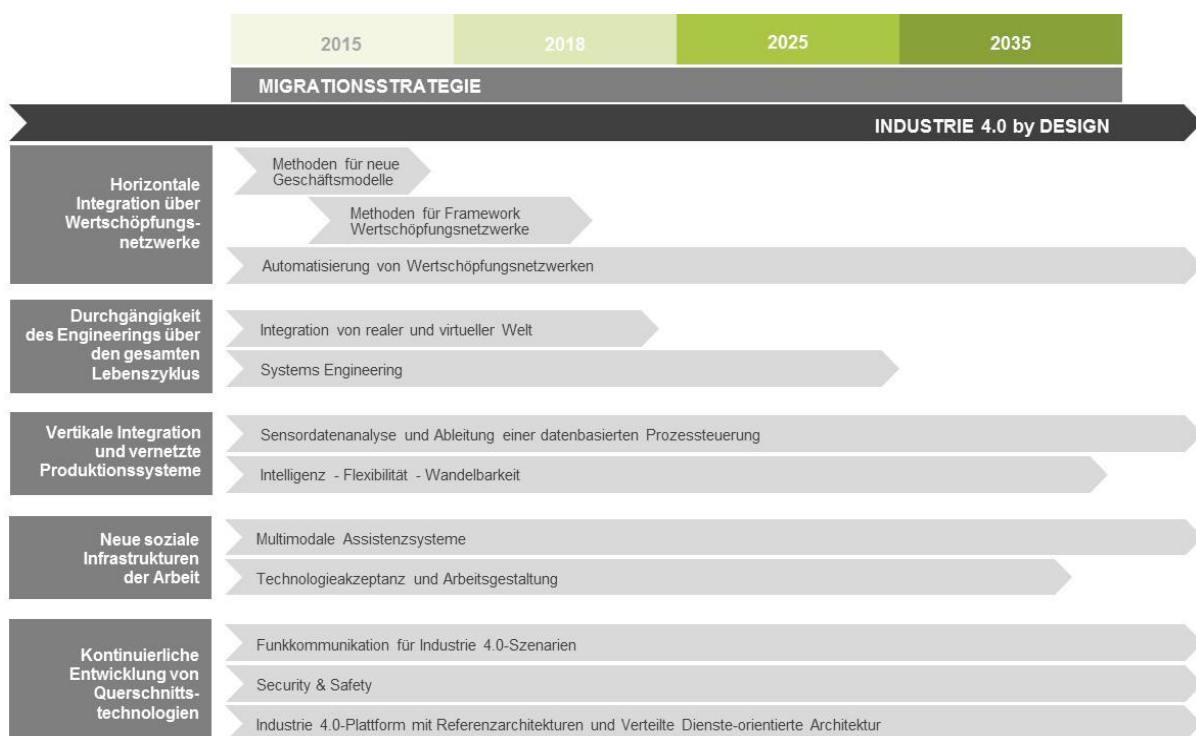 2015 2018 2025 2035
MIGRATIONSSTRATEGIE
INDUSTRIE 4.0 by DESIGN
Horizontale
Integration über
Wertschöpfungs-
netzwerke
Methoden für neue
Geschäftsmodelle
Methoden für Framework
Wertschöpfungsnetzwerke
Automatisierung von Wertschöpfungsnetzwerken
Durchgängigkeit
des Engineerings über
den gesamten
Lebenszyklus
Integration von realer und virtueller Welt
Systems Engineering
Vertikale Integration
und vernetzte
Produktionssysteme
Sensordatenanalyse und Ableitung einer datenbasierten Prozessteuerung
Intelligenz - Flexibilität - Wandelbarkeit
Neue soziale
Infrastrukturen
der Arbeit
Multimodale Assistenzsysteme
Technologieakzeptanz und Arbeitsgestaltung
Kontinuierliche
Entwicklung von
Querschnitts-
technologien
Funkkommunikation für Industrie 4.0-Szenarien
Security & Safety
Industrie 4.0-Plattform mit Referenzarchitekturen und Verteilte Dienste-orientierte Architektur